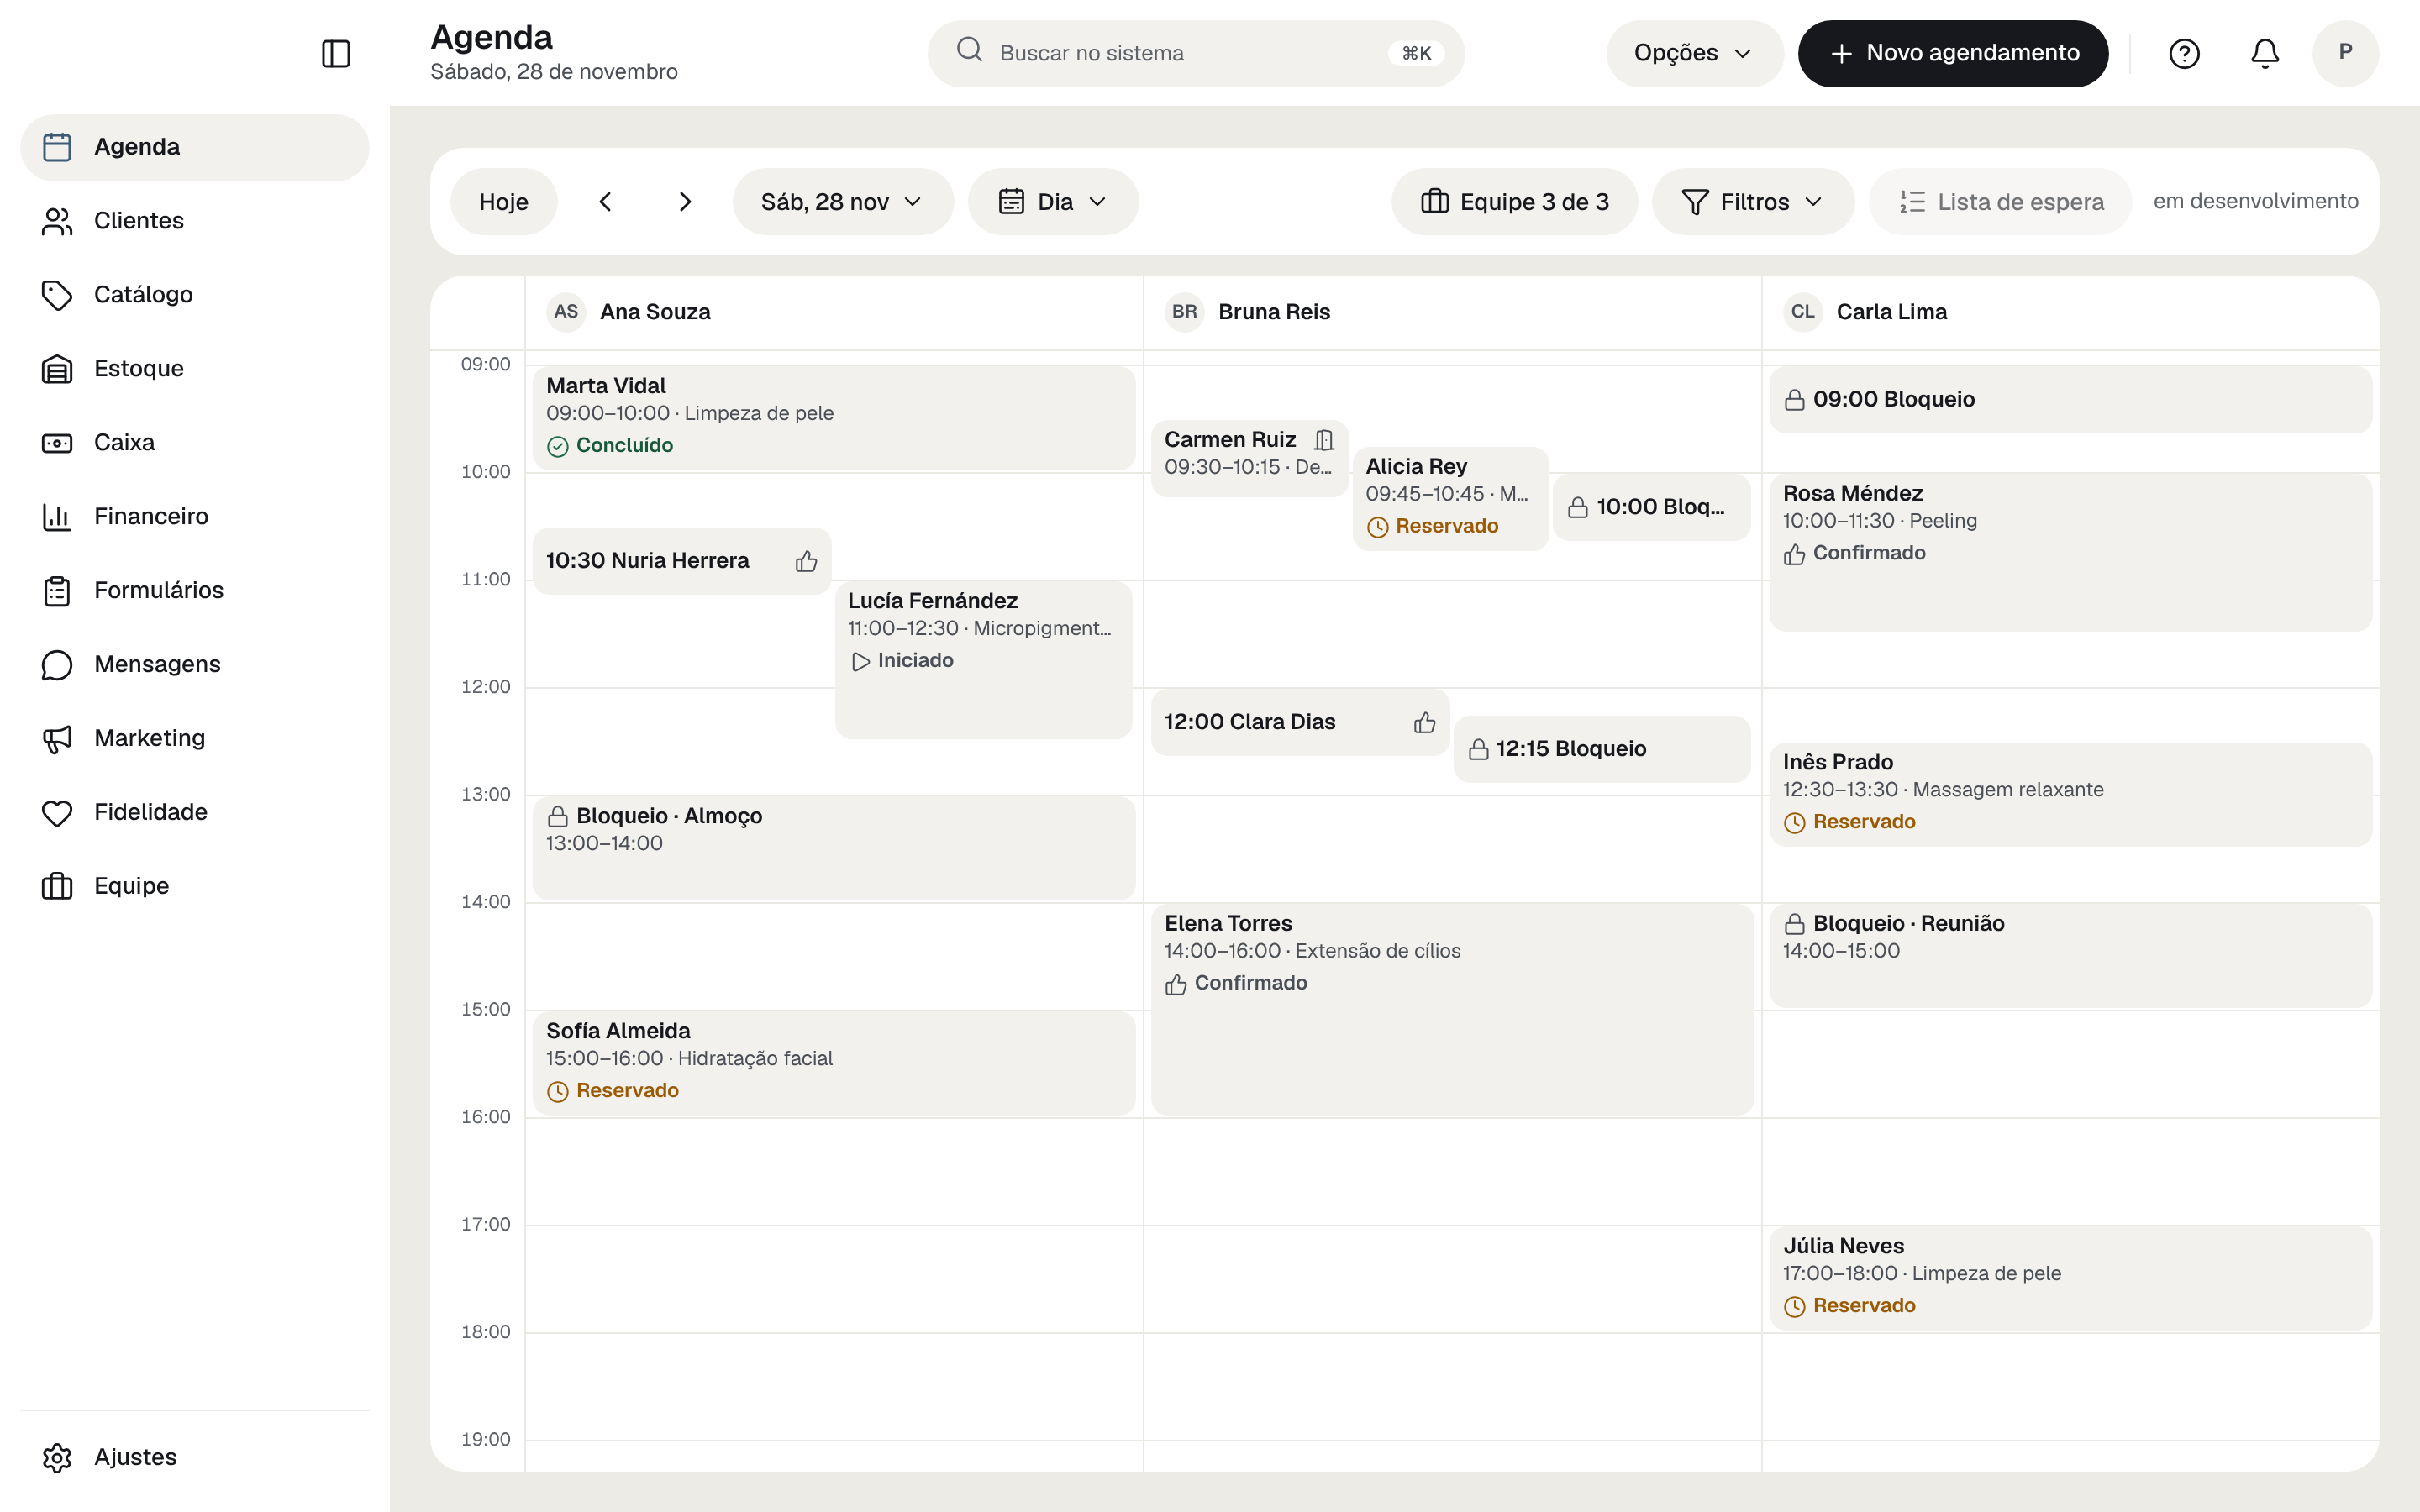 Agenda
Sábado, 28 de novembro
Buscar no sistema
⌘K
Opções
Novo agendamento
P
Agenda
Clientes
Catálogo
Estoque
Caixa
Financeiro
Formulários
Mensagens
Marketing
Fidelidade
Equipe
Ajustes
Hoje
Sáb, 28 nov
Dia
Equipe 3 de 3
Filtros
Lista de espera
em desenvolvimento
AS Ana Souza
BR Bruna Reis
CL Carla Lima
09:00
10:00
11:00
12:00
13:00
14:00
15:00
16:00
17:00
18:00
19:00
Marta Vidal
09:00–10:00 · Limpeza de pele
Concluído
10:30 Nuria Herrera
Lucía Fernández
11:00–12:30 · Micropigment...
Iniciado
Bloqueio · Almoço
13:00–14:00
Sofía Almeida
15:00–16:00 · Hidratação facial
Reservado
Carmen Ruiz
09:30–10:15 · De...
Alicia Rey
09:45–10:45 · M...
Reservado
10:00 Bloq...
12:00 Clara Dias
12:15 Bloqueio
Elena Torres
14:00–16:00 · Extensão de cílios
Confirmado
09:00 Bloqueio
Rosa Méndez
10:00–11:30 · Peeling
Confirmado
Inês Prado
12:30–13:30 · Massagem relaxante
Reservado
Bloqueio · Reunião
14:00–15:00
Júlia Neves
17:00–18:00 · Limpeza de pele
Reservado